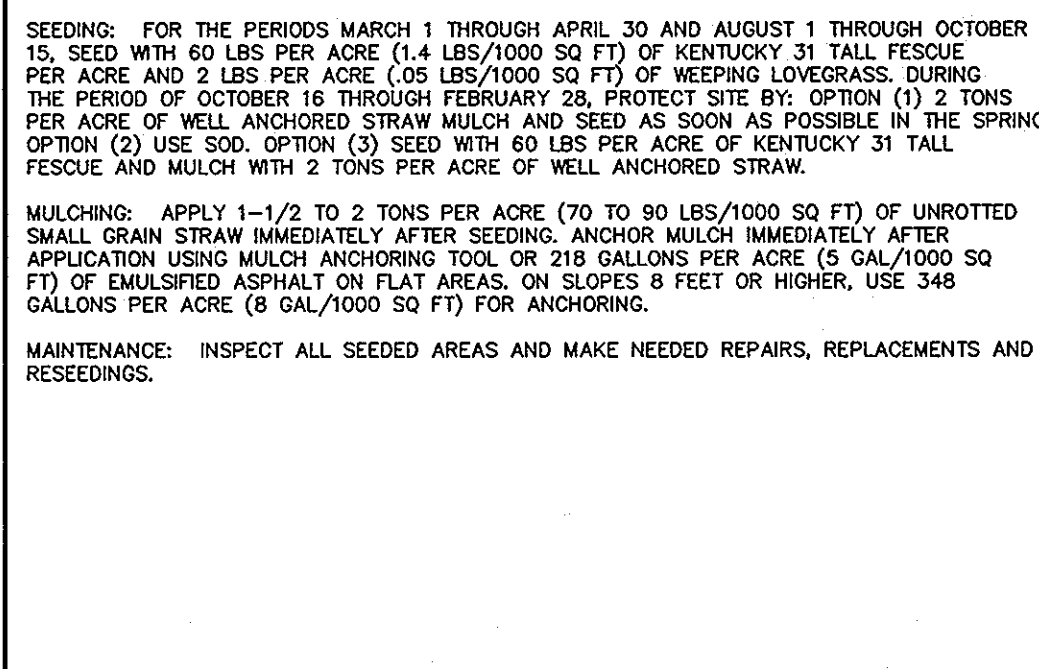 SEEDING: FOR THE PERIODS MARCH 1 THROUGH APRIL 30 AND AUGUST 1 THROUGH OCTOBER
15, SEED WITH 60 LBS PER ACRE (1.4 LBS/1000 SQ FT) OF KENTUCKY 31 TALL FESCUE
PER ACRE AND 2 LBS PER ACRE (.05 LBS/1000 SQ FT) OF WEEPING LOVEGRASS. DURING
THE PERIOD OF OCTOBER 16 THROUGH FEBRUARY 28, PROTECT SITE BY: OPTION (1) 2 TONS
PER ACRE OF WELL ANCHORED STRAW MULCH AND SEED AS SOON AS POSSIBLE IN THE SPRING
OPTION (2) USE SOD. OPTION (3) SEED WITH 60 LBS PER ACRE OF KENTUCKY 31 TALL
FESCUE AND MULCH WITH 2 TONS PER ACRE OF WELL ANCHORED STRAW.
MULCHING: APPLY 1-1/2 TO 2 TONS PER ACRE (70 TO 90 LBS/1000 SQ FT) OF UNROTTED
SMALL GRAIN STRAW IMMEDIATELY AFTER SEEDING. ANCHOR MULCH IMMEDIATELY AFTER
APPLICATION USING MULCH ANCHORING TOOL OR 218 GALLONS PER ACRE (5 GAL/1000 SQ
FT) OF EMULSIFIED ASPHALT ON FLAT AREAS. ON SLOPES 8 FEET OR HIGHER, USE 348
GALLONS PER ACRE (8 GAL/1000 SQ FT) FOR ANCHORING.
MAINTENANCE: INSPECT ALL SEEDED AREAS AND MAKE NEEDED REPAIRS, REPLACEMENTS AND
RESEEDINGS.